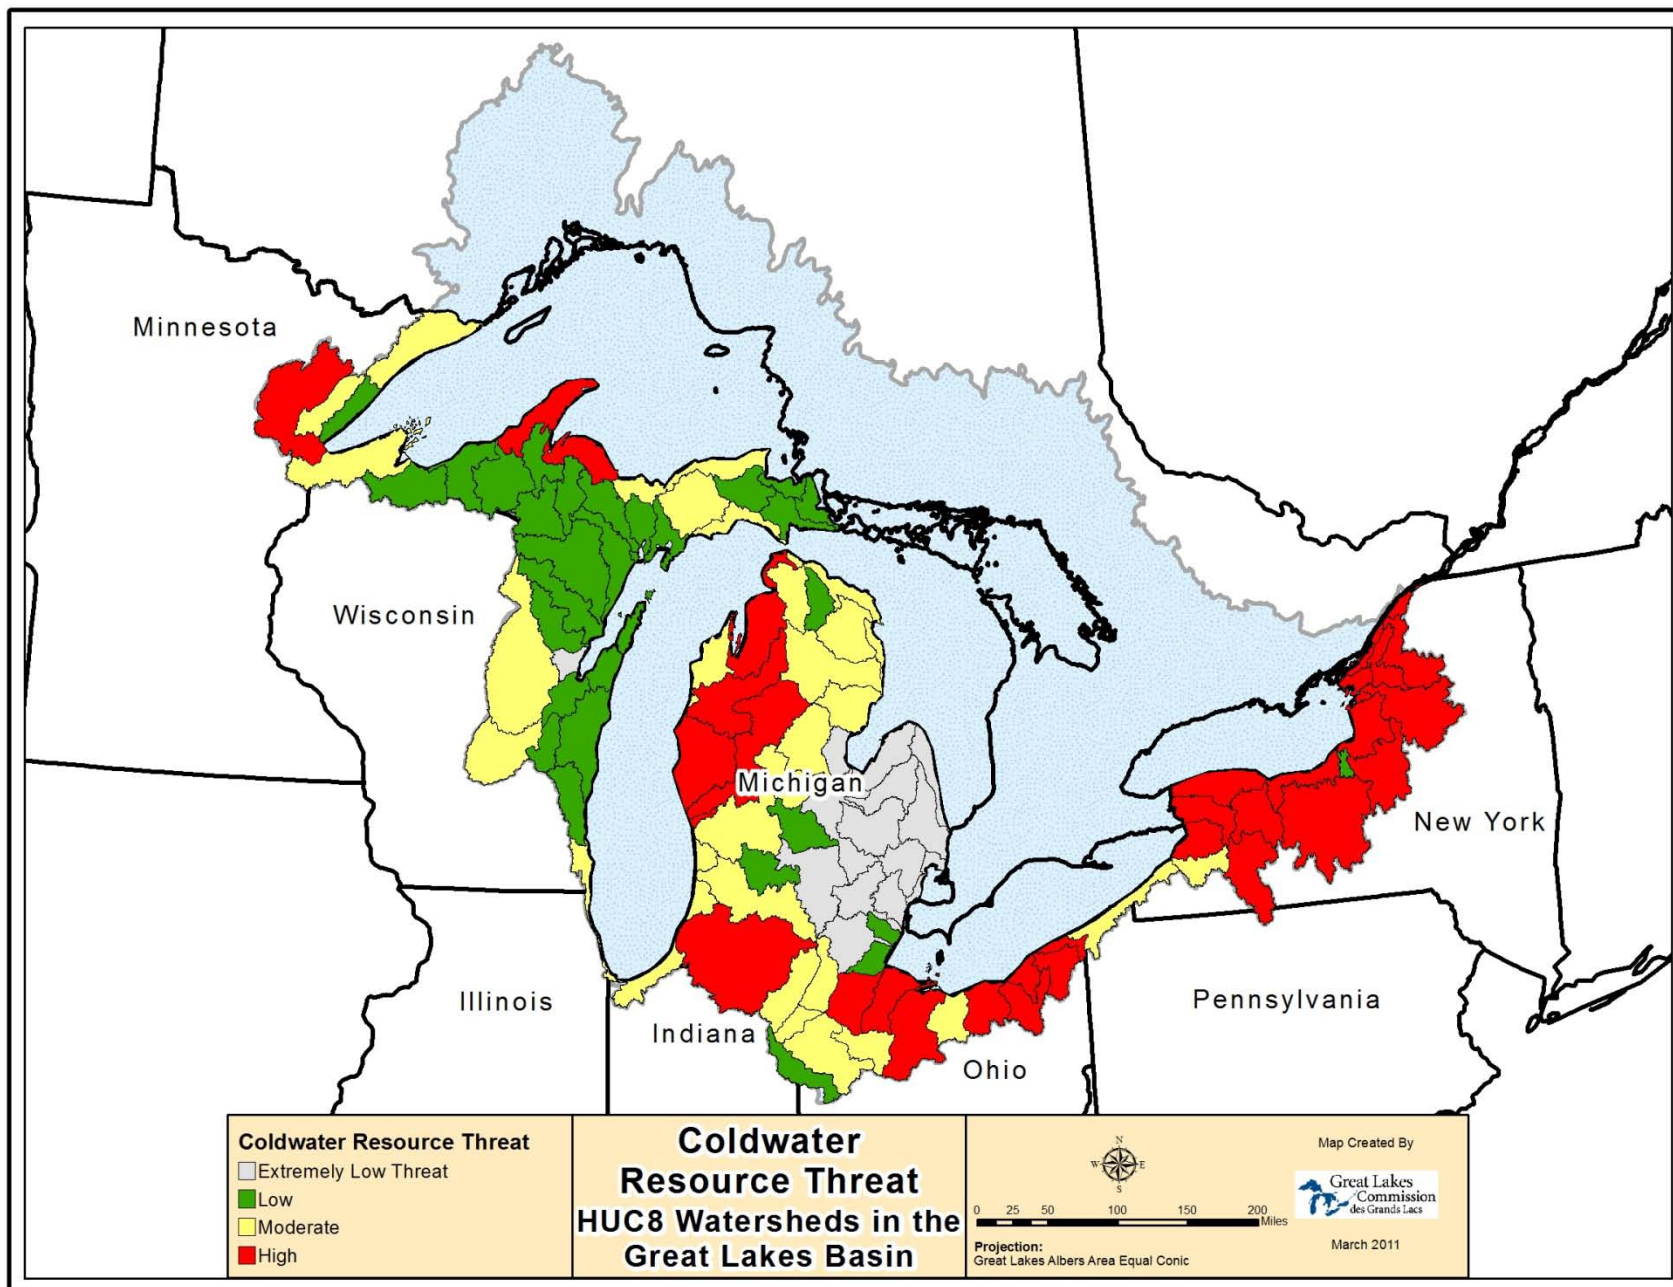 Minnesota
Wisconsin
Michigan
New York
Illinois
Indiana
Ohio
Pennsylvania
Coldwater Resource Threat
Extremely Low Threat
Low
Moderate
High
Coldwater
Resource Threat
HUC8 Watersheds in the
Great Lakes Basin
N
W E
S
0 25 50 100 150 200
Miles
Projection:
Great Lakes Albers Area Equal Conic
Map Created By
Great Lakes
Commission
des Grands Lacs
March 2011